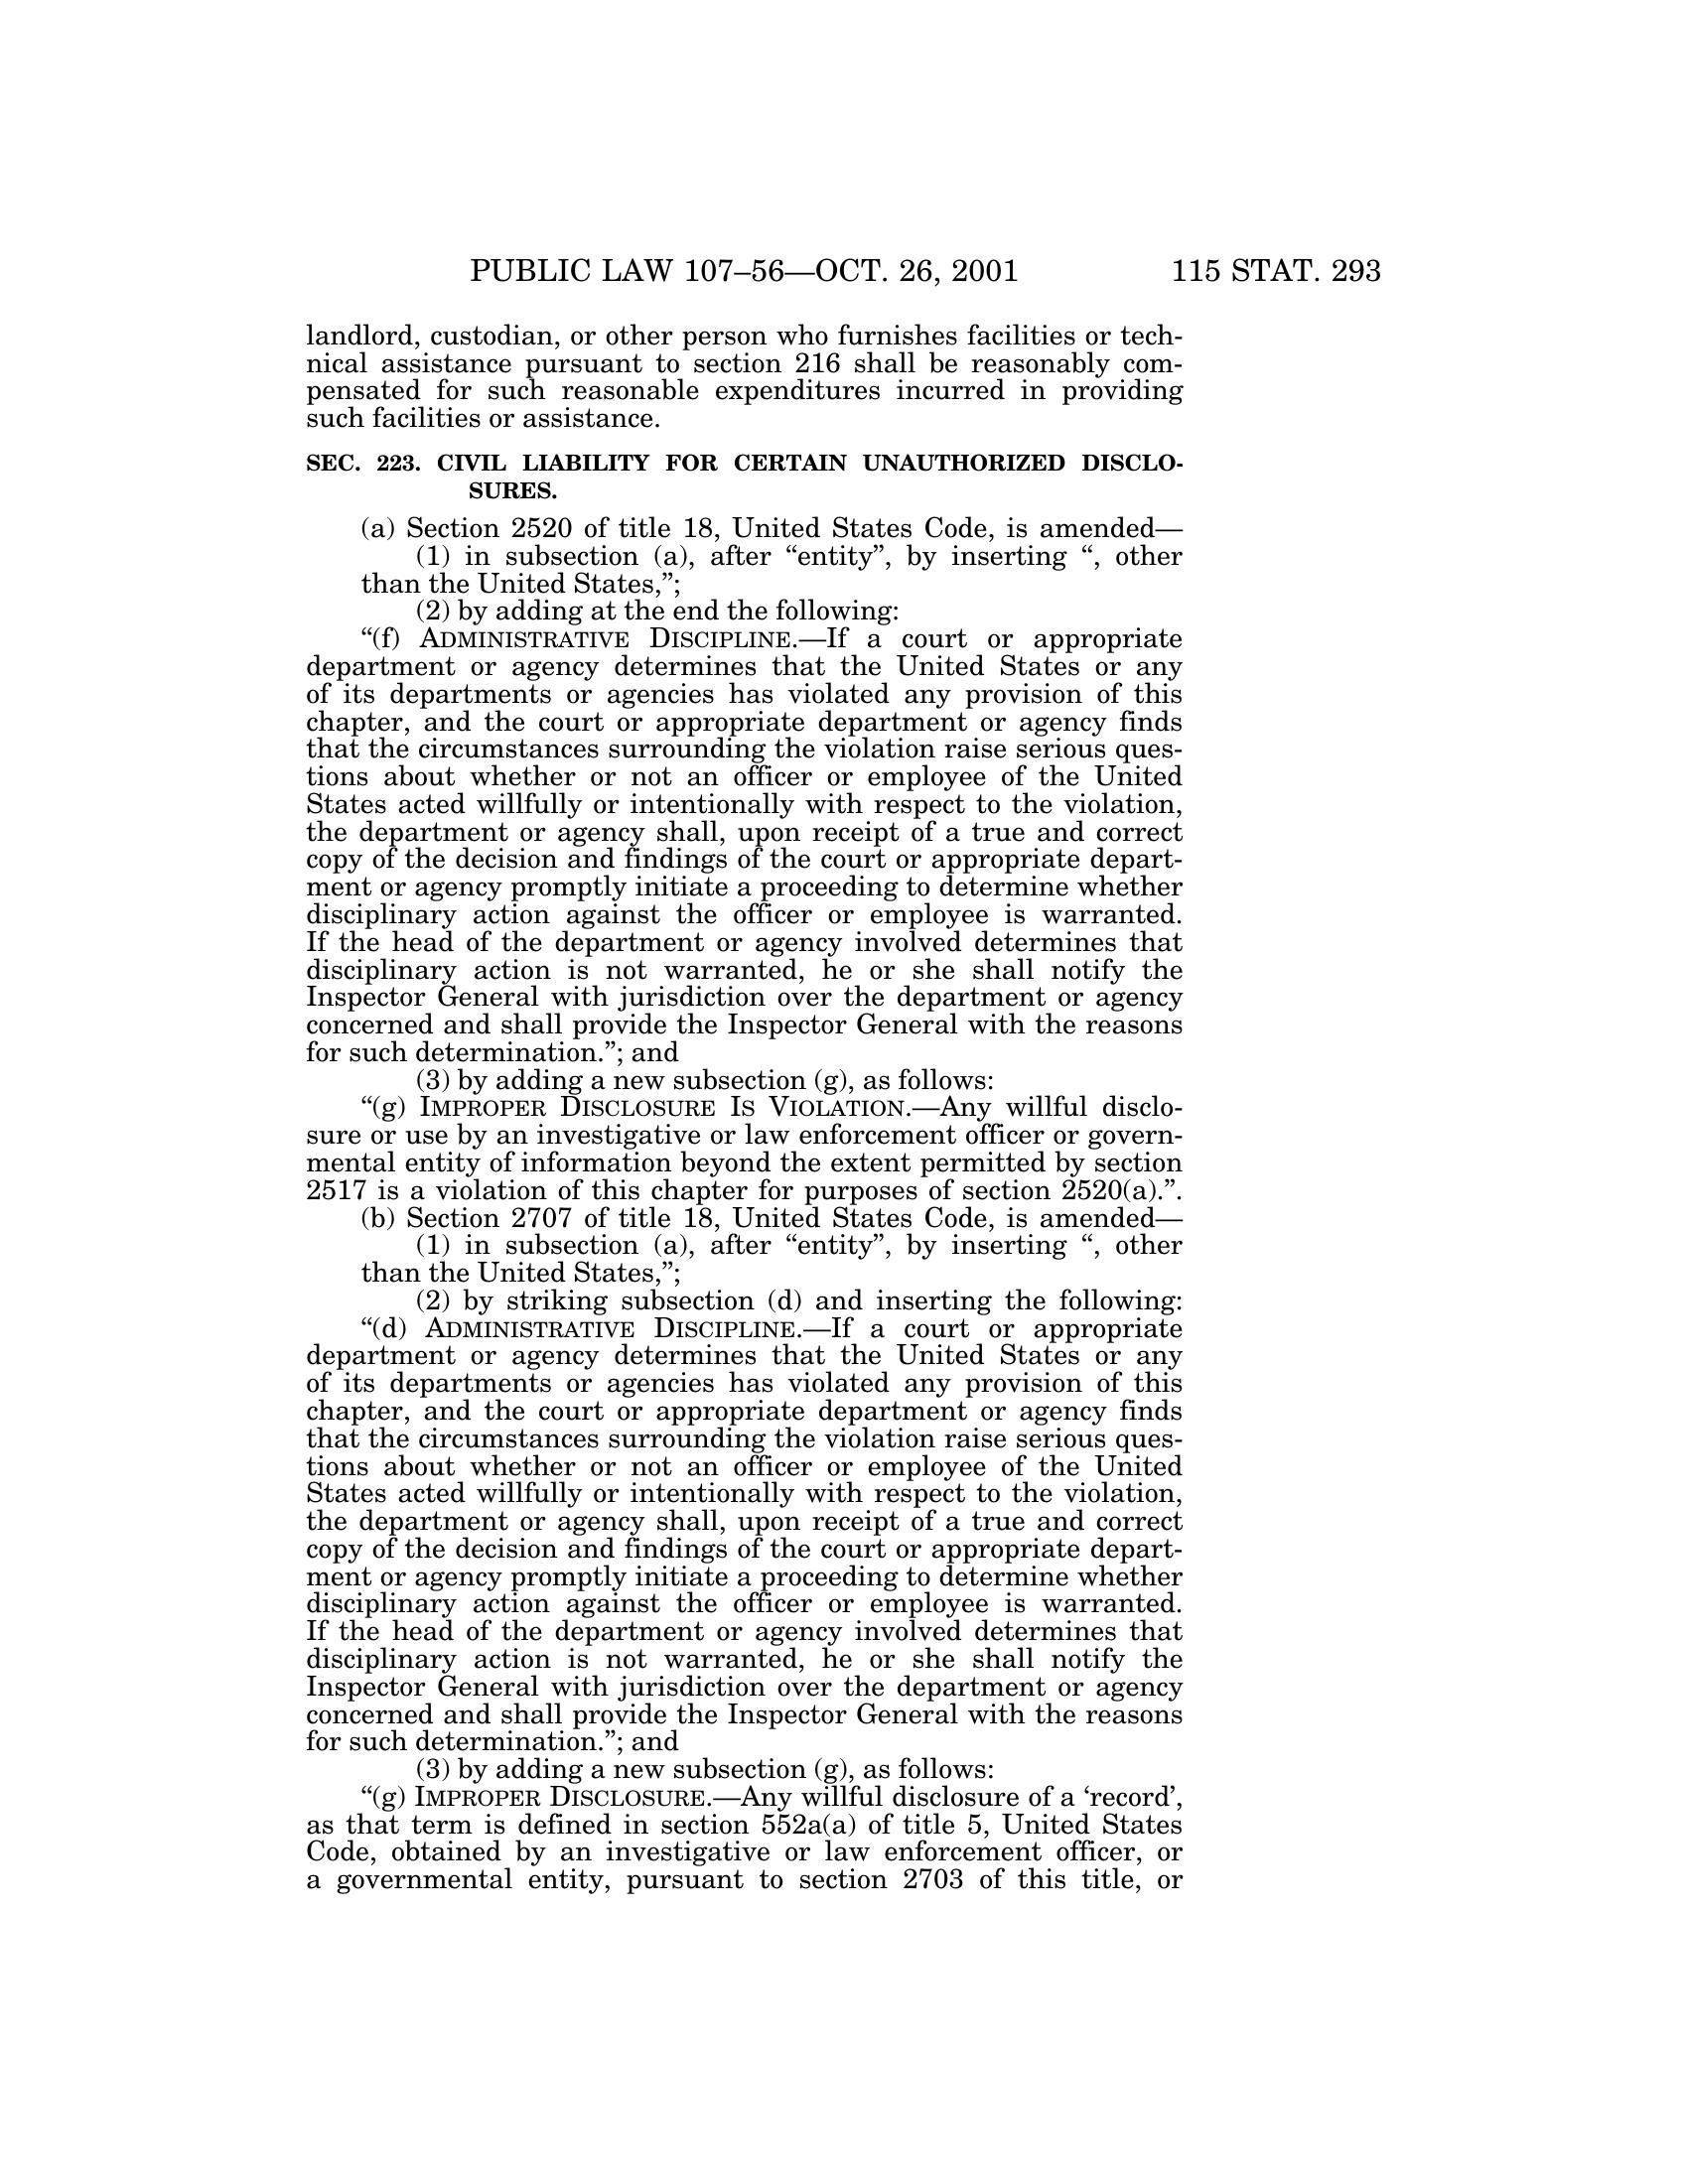 PUBLIC LAW 107–56—OCT. 26, 2001 115 STAT. 293
landlord, custodian, or other person who furnishes facilities or tech-
nical assistance pursuant to section 216 shall be reasonably com-
pensated for such reasonable expenditures incurred in providing
such facilities or assistance.
SEC. 223. CIVIL LIABILITY FOR CERTAIN UNAUTHORIZED DISCLO-
SURES.
(a) Section 2520 of title 18, United States Code, is amended—
(1) in subsection (a), after “entity”, by inserting “, other
than the United States,”;
(2) by adding at the end the following:
“(f) ADMINISTRATIVE DISCIPLINE.—If a court or appropriate
department or agency determines that the United States or any
of its departments or agencies has violated any provision of this
chapter, and the court or appropriate department or agency finds
that the circumstances surrounding the violation raise serious ques-
tions about whether or not an officer or employee of the United
States acted willfully or intentionally with respect to the violation,
the department or agency shall, upon receipt of a true and correct
copy of the decision and findings of the court or appropriate depart-
ment or agency promptly initiate a proceeding to determine whether
disciplinary action against the officer or employee is warranted.
If the head of the department or agency involved determines that
disciplinary action is not warranted, he or she shall notify the
Inspector General with jurisdiction over the department or agency
concerned and shall provide the Inspector General with the reasons
for such determination.”; and
(3) by adding a new subsection (g), as follows:
“(g) IMPROPER DISCLOSURE IS VIOLATION.—Any willful disclo-
sure or use by an investigative or law enforcement officer or govern-
mental entity of information beyond the extent permitted by section
2517 is a violation of this chapter for purposes of section 2520(a).”.
(b) Section 2707 of title 18, United States Code, is amended—
(1) in subsection (a), after “entity”, by inserting “, other
than the United States,”;
(2) by striking subsection (d) and inserting the following:
“(d) ADMINISTRATIVE DISCIPLINE.—If a court or appropriate
department or agency determines that the United States or any
of its departments or agencies has violated any provision of this
chapter, and the court or appropriate department or agency finds
that the circumstances surrounding the violation raise serious ques-
tions about whether or not an officer or employee of the United
States acted willfully or intentionally with respect to the violation,
the department or agency shall, upon receipt of a true and correct
copy of the decision and findings of the court or appropriate depart-
ment or agency promptly initiate a proceeding to determine whether
disciplinary action against the officer or employee is warranted.
If the head of the department or agency involved determines that
disciplinary action is not warranted, he or she shall notify the
Inspector General with jurisdiction over the department or agency
concerned and shall provide the Inspector General with the reasons
for such determination.”; and
(3) by adding a new subsection (g), as follows:
“(g) IMPROPER DISCLOSURE.—Any willful disclosure of a ‘record’,
as that term is defined in section 552a(a) of title 5, United States
Code, obtained by an investigative or law enforcement officer, or
a governmental entity, pursuant to section 2703 of this title, or